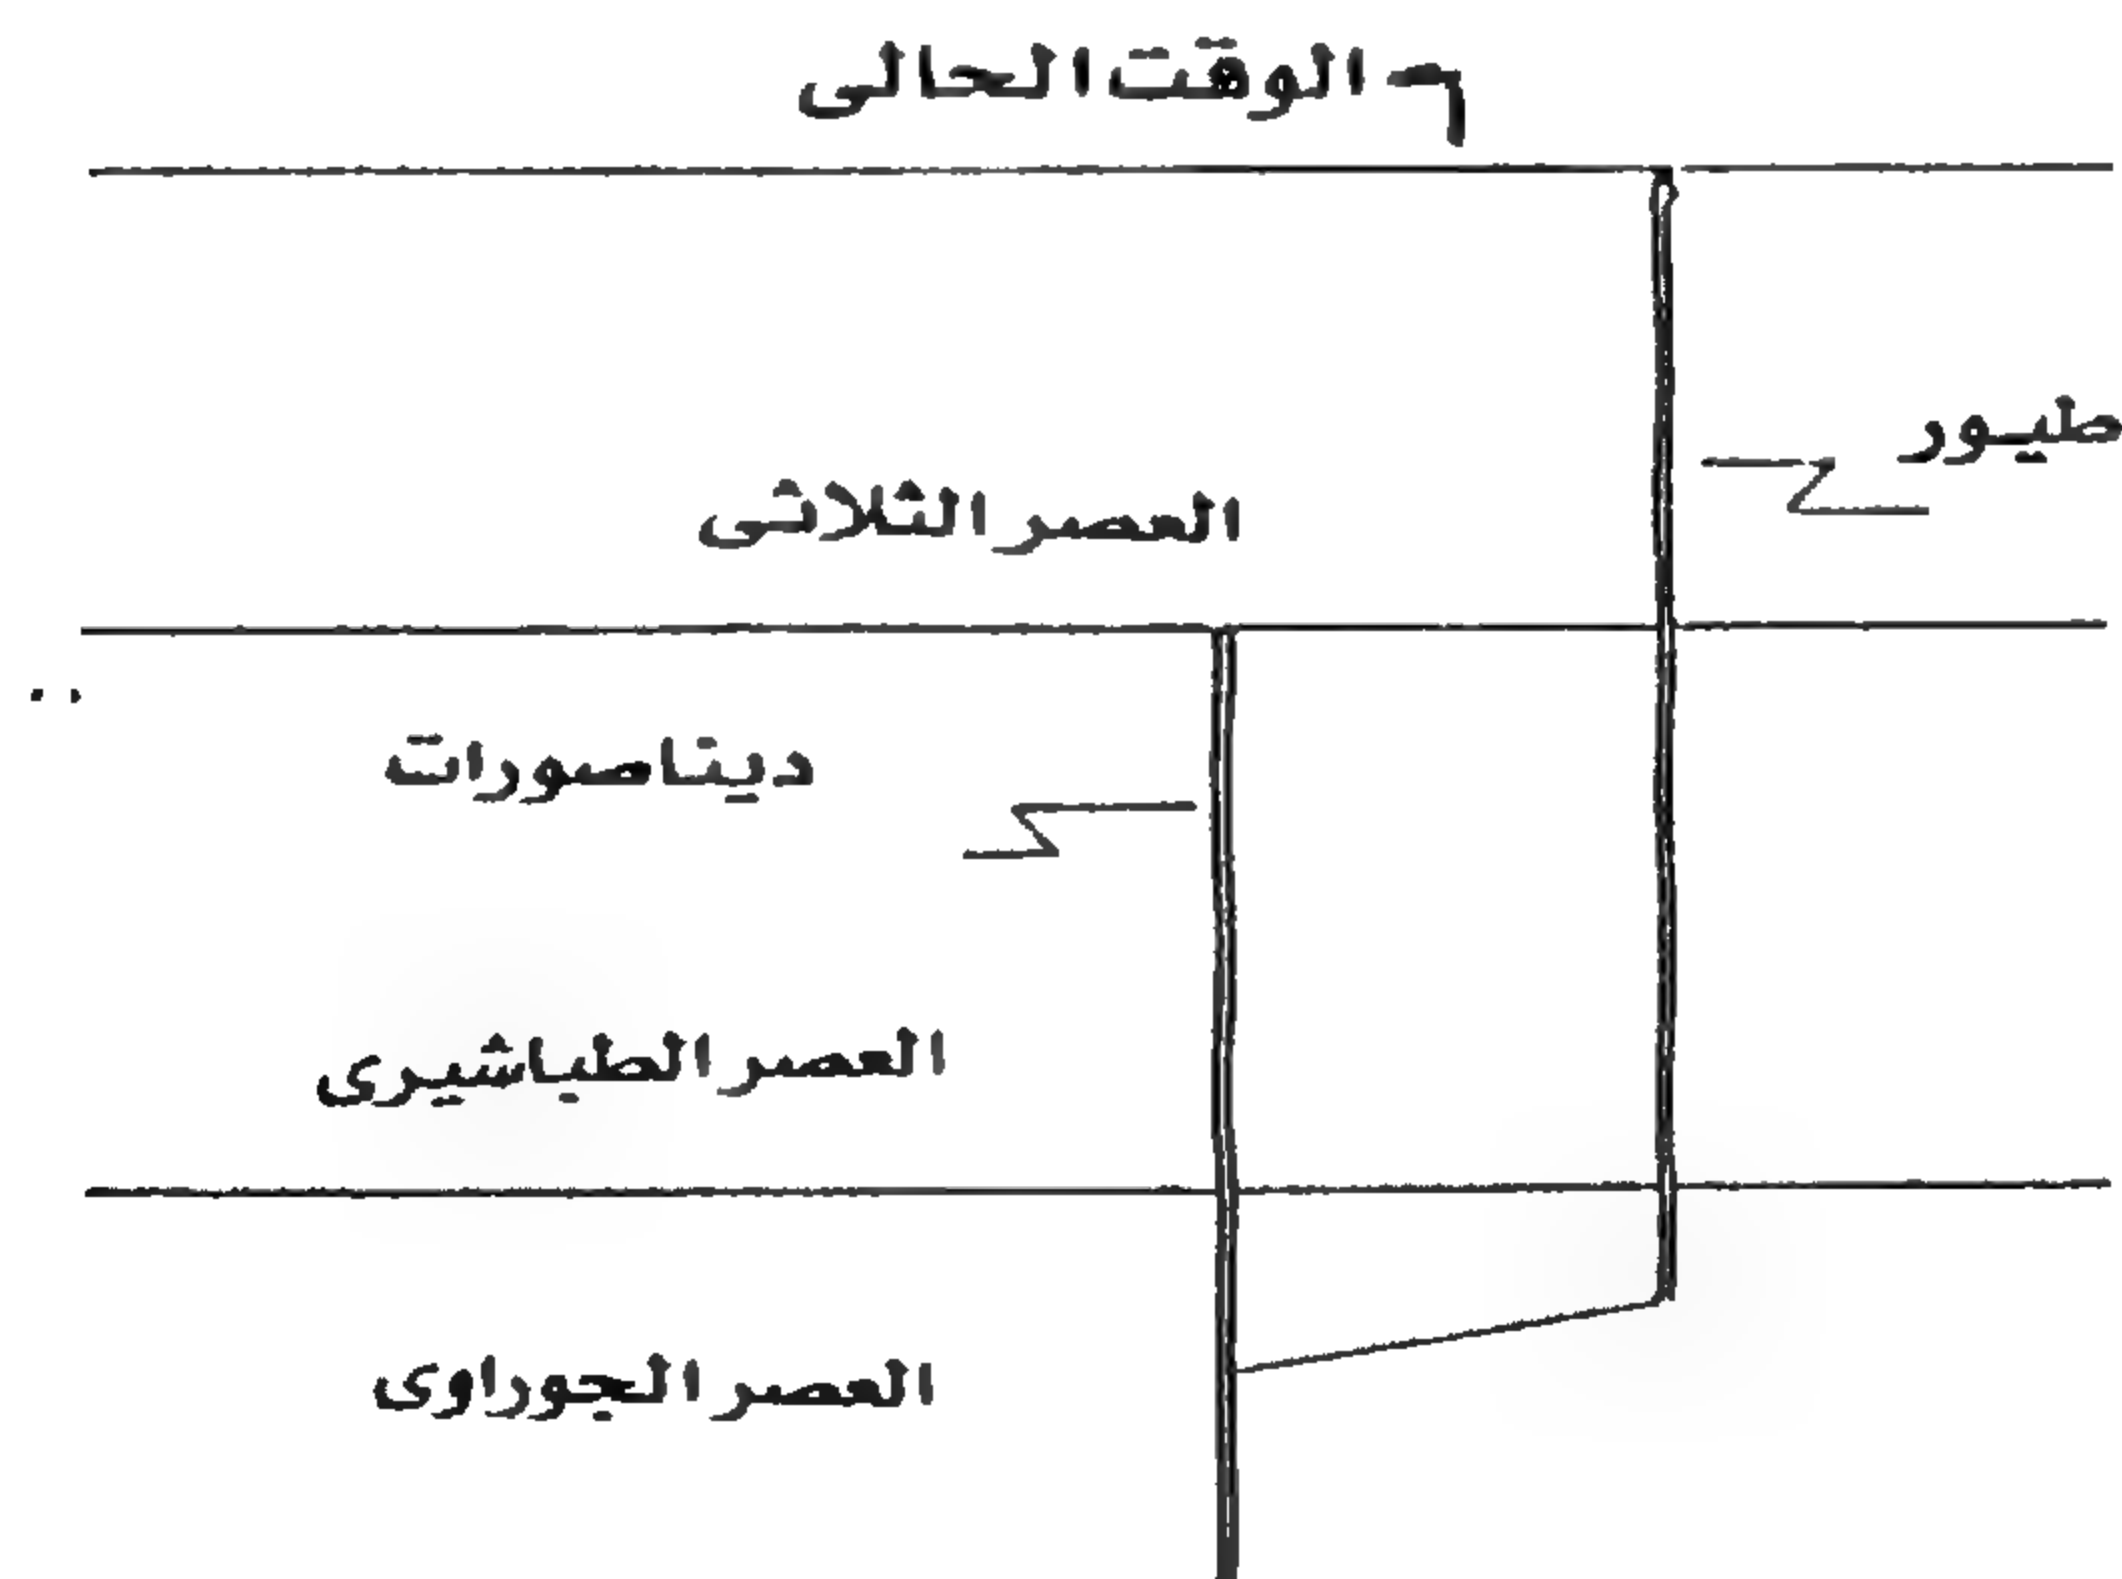 الوقت الحالى
طيور
العصر الثلاثى
ديناصورات
العصر الطباشيرى
العصر الجوراوى